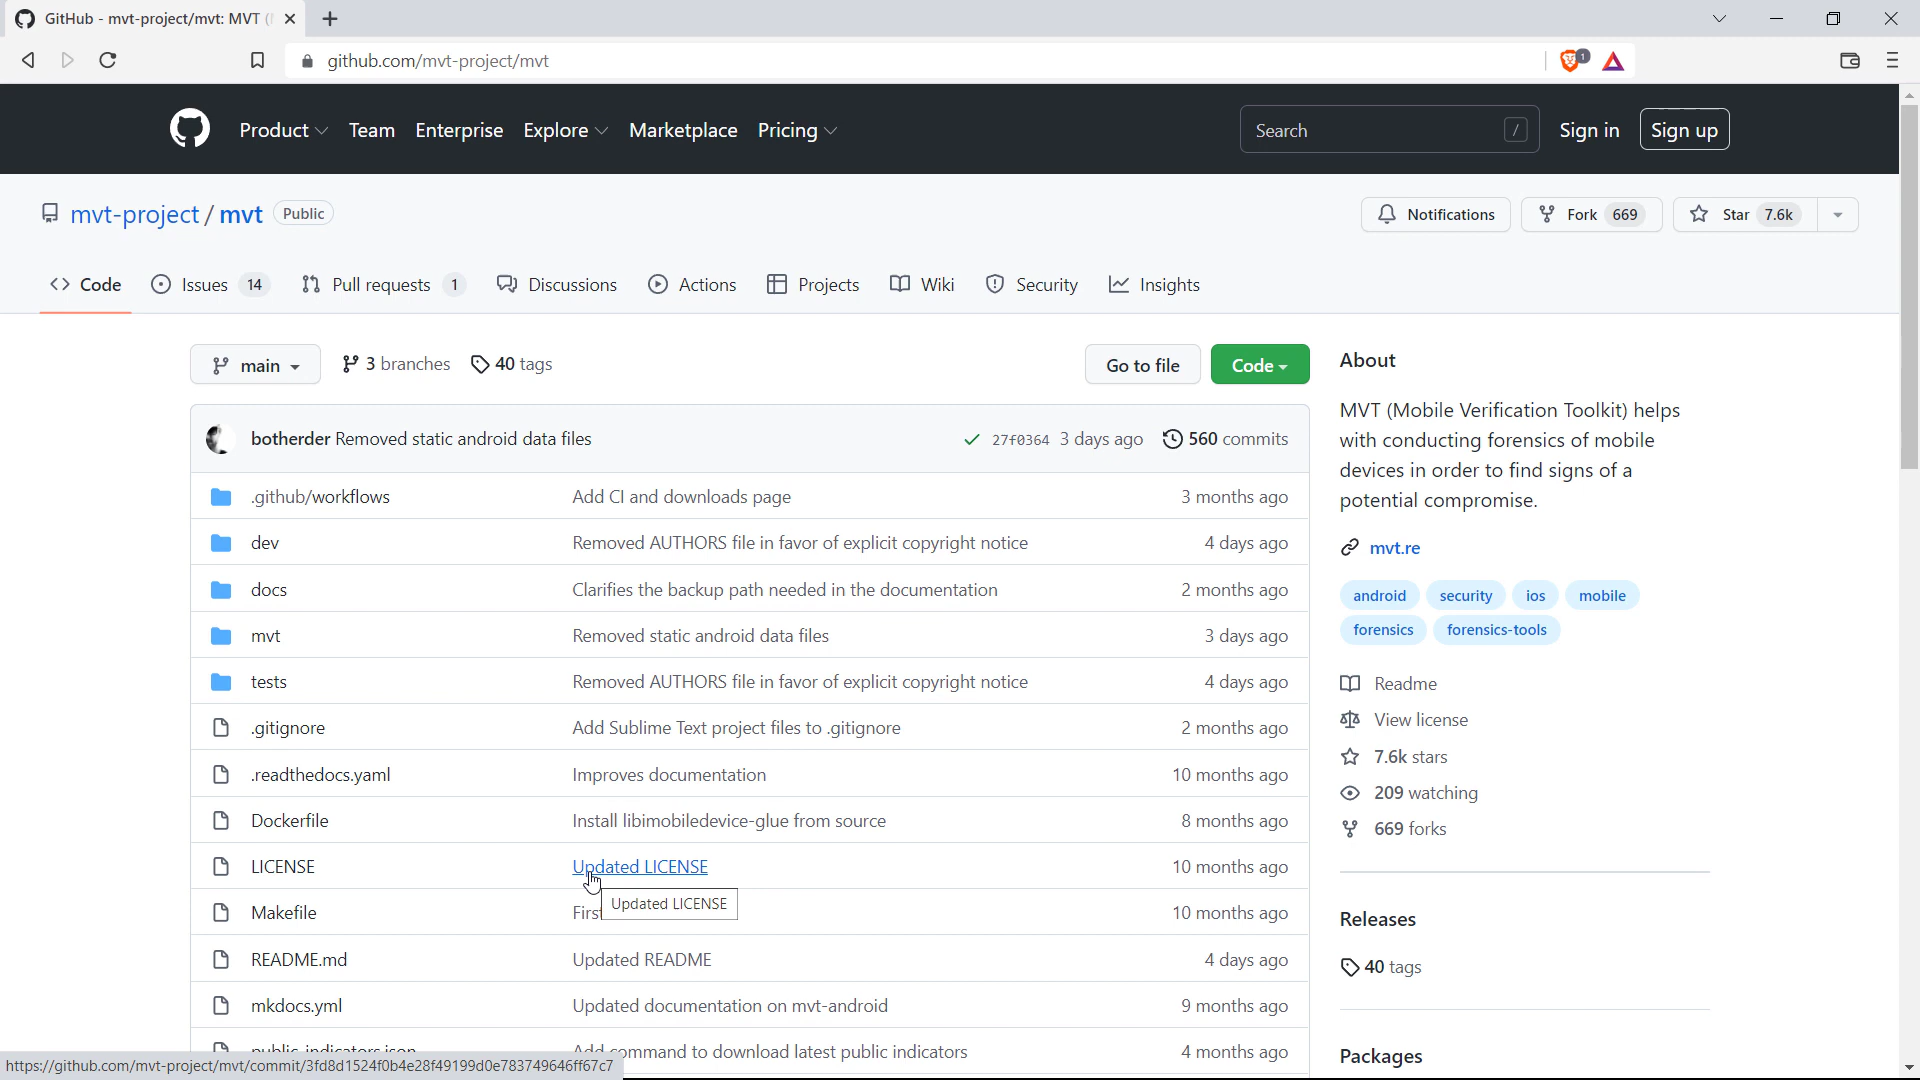 GitHub - mvt-project/mvt: MVT (
github.com/mvt-project/mvt
1
Product Team Enterprise Explore Marketplace Pricing
Search / Sign in Sign up
mvt-project / mvt Public
Notifications Fork 669 Star 7.6k
Code Issues 14 Pull requests 1 Discussions Actions Projects Wiki Security Insights
main 3 branches 40 tags Go to file Code
botherder Removed static android data files 27f0364 3 days ago 560 commits
.github/workflows Add CI and downloads page 3 months ago
dev Removed AUTHORS file in favor of explicit copyright notice 4 days ago
docs Clarifies the backup path needed in the documentation 2 months ago
mvt Removed static android data files 3 days ago
tests Removed AUTHORS file in favor of explicit copyright notice 4 days ago
.gitignore Add Sublime Text project files to .gitignore 2 months ago
.readthedocs.yaml Improves documentation 10 months ago
Dockerfile Install libimobiledevice-glue from source 8 months ago
LICENSE Updated LICENSE 10 months ago
Updated LICENSE
Makefile Firs 10 months ago
README.md Updated README 4 days ago
mkdocs.yml Updated documentation on mvt-android 9 months ago
public_indicators.json Add command to download latest public indicators 4 months ago
https://github.com/mvt-project/mvt/commit/3fd8d1524f0b4e28f49199d0e783749646ff67c7
About
MVT (Mobile Verification Toolkit) helps
with conducting forensics of mobile
devices in order to find signs of a
potential compromise.
mvt.re
android security ios mobile
forensics forensics-tools
Readme
View license
7.6k stars
209 watching
669 forks
Releases
40 tags
Packages